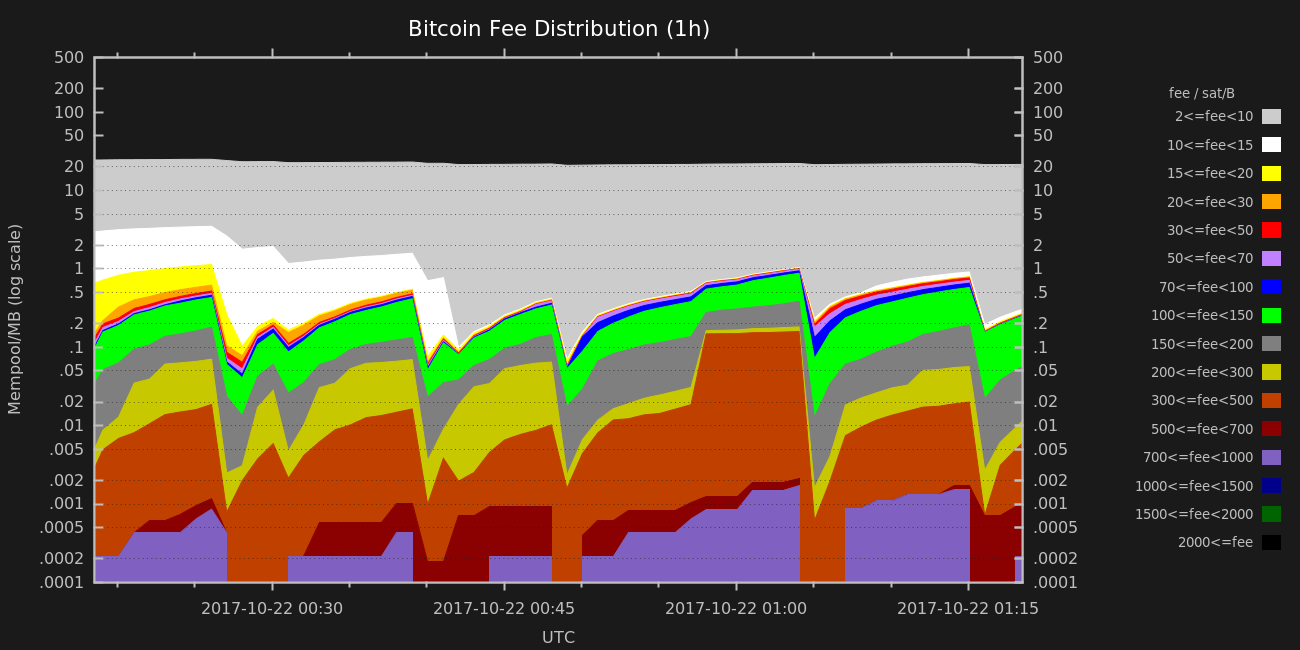 Bitcoin Fee Distribution (1h)
Mempool/MB (log scale)
500
200
100
50
20
10
5
2
1
.5
.2
.1
.05
.02
.01
.005
.002
.001
.0005
.0002
.0001
500
200
100
50
20
10
5
2
1
.5
.2
.1
.05
.02
.01
.005
.002
.001
.0005
.0002
.0001
2017-10-22 00:30
2017-10-22 00:45
2017-10-22 01:00
2017-10-22 01:15
UTC
fee / sat/B
2<=fee<10
10<=fee<15
15<=fee<20
20<=fee<30
30<=fee<50
50<=fee<70
70<=fee<100
100<=fee<150
150<=fee<200
200<=fee<300
300<=fee<500
500<=fee<700
700<=fee<1000
1000<=fee<1500
1500<=fee<2000
2000<=fee